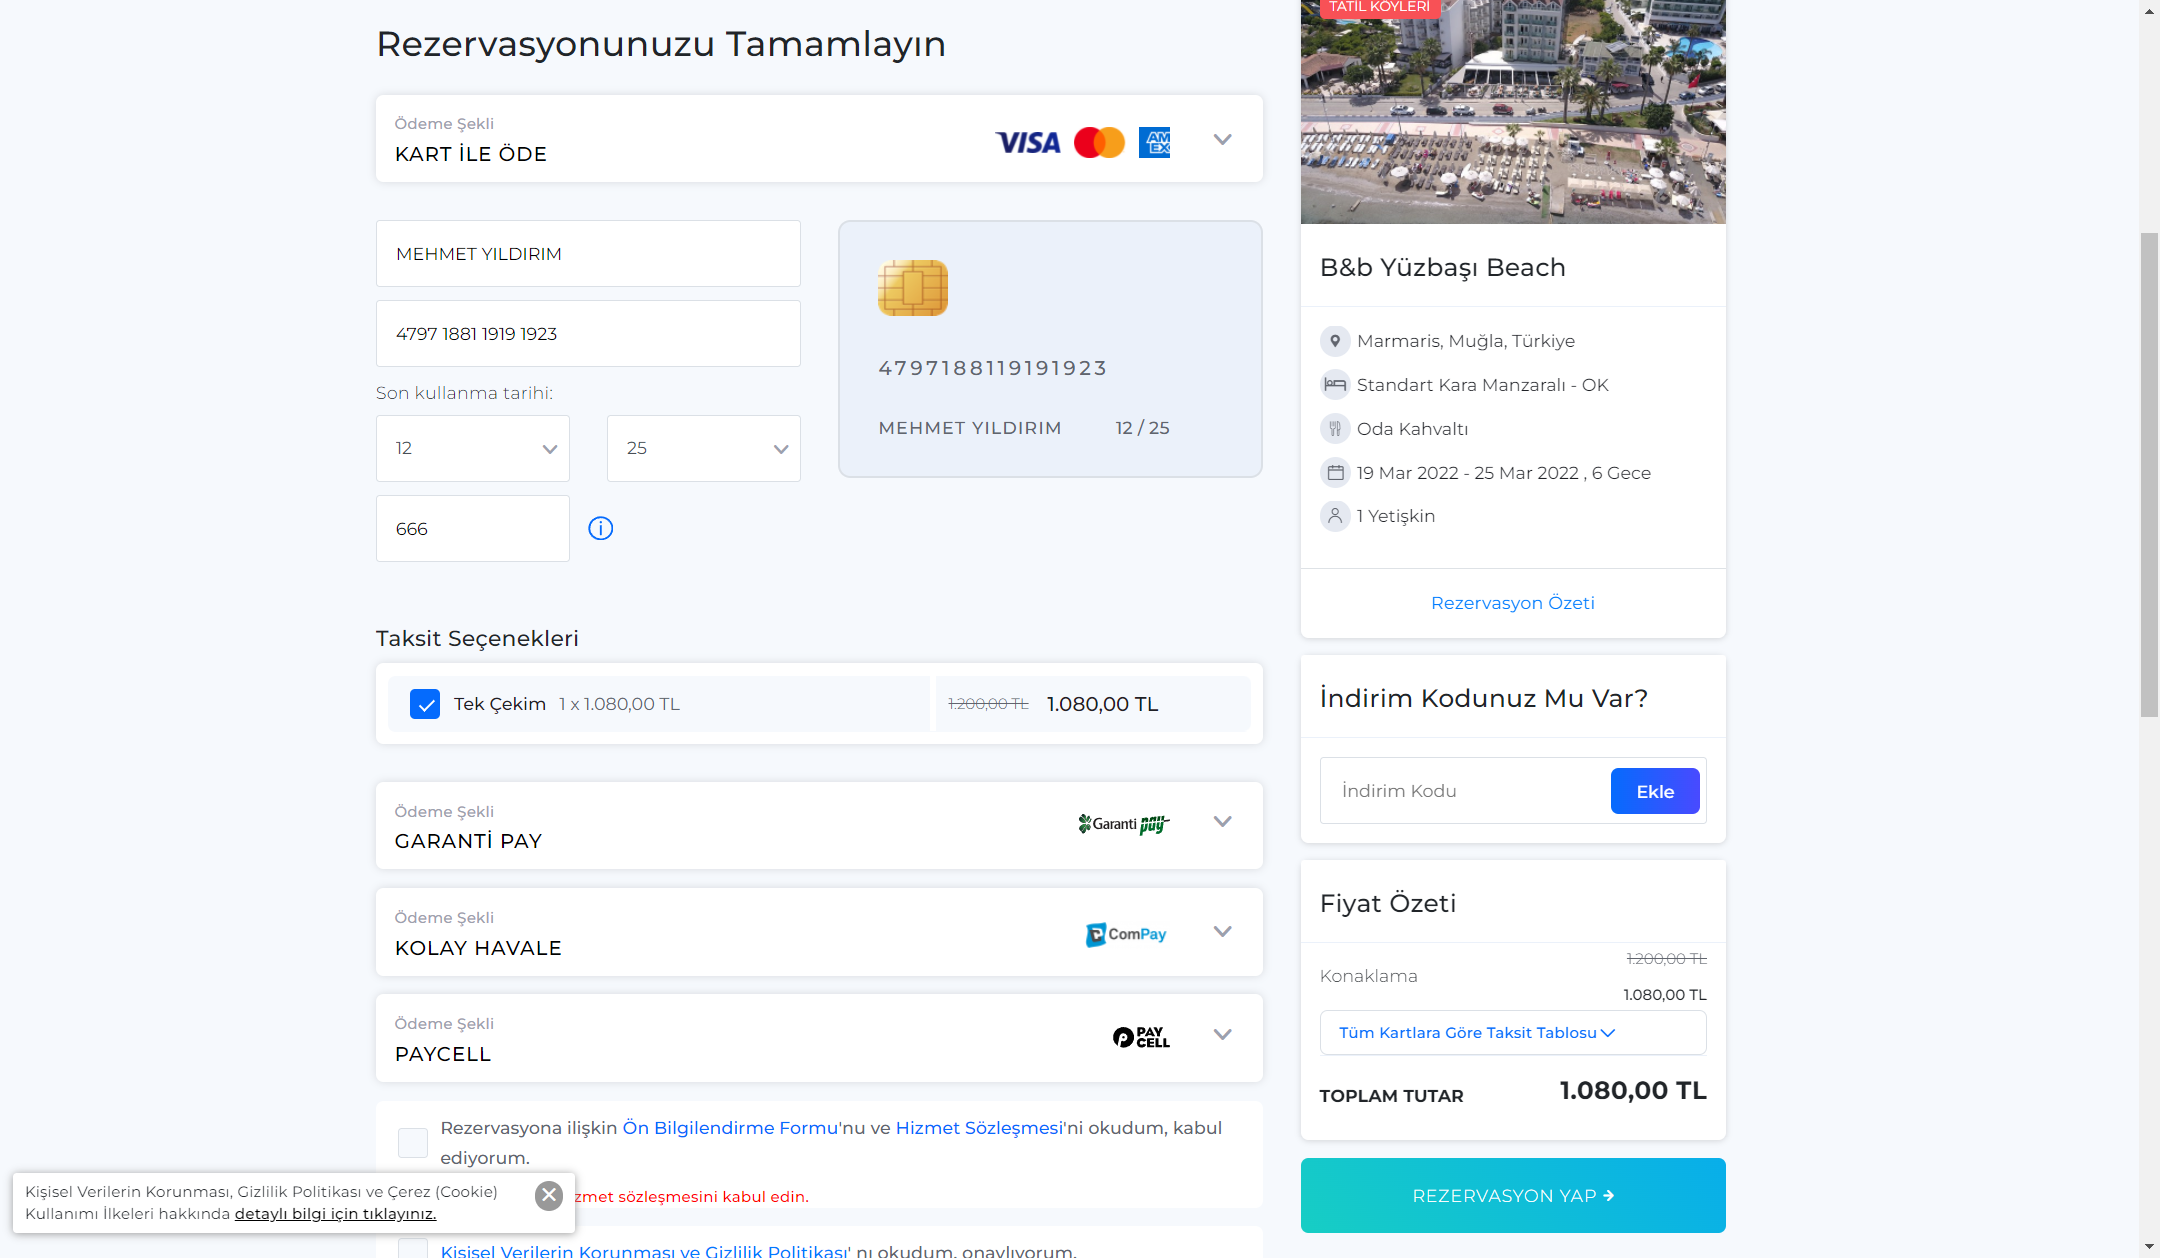 Rezervasyonunuzu Tamamlayın
Ödeme Şekli
KART İLE ÖDE
VISA
AM
EX
MEHMET YILDIRIM
4797 1881 1919 1923
Son kullanma tarihi:
12
25
666
4797188119191923
MEHMET YILDIRIM 12 / 25
Taksit Seçenekleri
Tek Çekim 1 x 1.080,00 TL 1.200,00 TL 1.080,00 TL
Ödeme Şekli
GARANTİ PAY
Garanti pay
Ödeme Şekli
KOLAY HAVALE
ComPay
Ödeme Şekli
PAYCELL
PAY
CELL
Rezervasyona ilişkin Ön Bilgilendirme Formu'nu ve Hizmet Sözleşmesi'ni okudum, kabul
ediyorum.
zmet sözleşmesini kabul edin.
Kişisel Verilerin Korunması ve Gizlilik Politikası' nı okudum, onaylıyorum.
Kişisel Verilerin Korunması, Gizlilik Politikası ve Çerez (Cookie)
Kullanımı İlkeleri hakkında detaylı bilgi için tıklayınız.
TATİL KÖYLERİ
B&b Yüzbaşı Beach
Marmaris, Muğla, Türkiye
Standart Kara Manzaralı - OK
Oda Kahvaltı
19 Mar 2022 - 25 Mar 2022 , 6 Gece
1 Yetişkin
Rezervasyon Özeti
İndirim Kodunuz Mu Var?
İndirim Kodu
Ekle
Fiyat Özeti
1.200,00 TL
Konaklama
1.080,00 TL
Tüm Kartlara Göre Taksit Tablosu
TOPLAM TUTAR 1.080,00 TL
REZERVASYON YAP